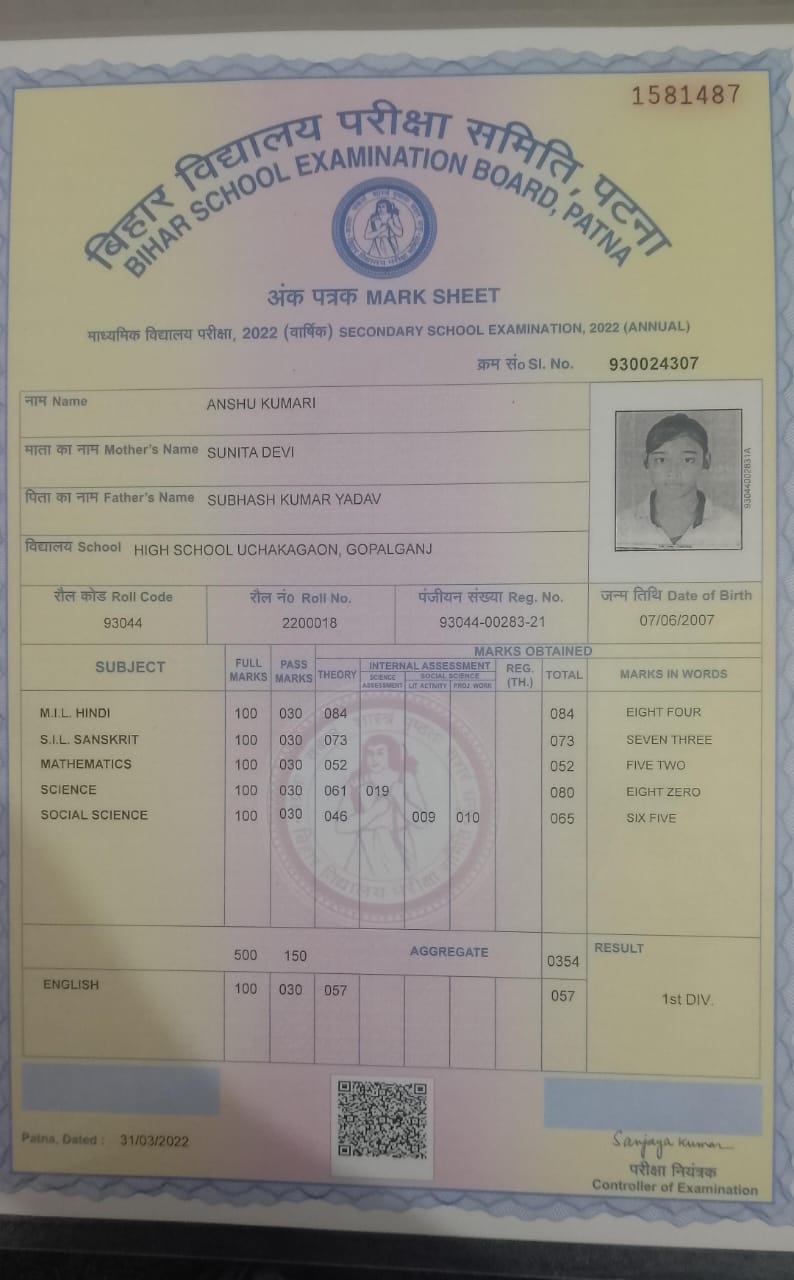 1581487
बिहार विद्यालय परीक्षा समिति, पटना
BIHAR SCHOOL EXAMINATION BOARD, PATNA
अंक पत्रक MARK SHEET
माध्यमिक विद्यालय परीक्षा, 2022 (वार्षिक) SECONDARY SCHOOL EXAMINATION, 2022 (ANNUAL)
क्रम सं० Sl. No. 930024307
नाम Name ANSHU KUMARI
माता का नाम Mother's Name SUNITA DEVI
पिता का नाम Father's Name SUBHASH KUMAR YADAV
विद्यालय School HIGH SCHOOL UCHAKAGAON, GOPALGANJ
93044002831A
रौल कोड Roll Code रौल नं० Roll No. पंजीयन संख्या Reg. No. जन्म तिथि Date of Birth
93044 2200018 93044-00283-21 07/06/2007
SUBJECT FULL MARKS PASS MARKS MARKS OBTAINED
THEORY INTERNAL ASSESSMENT REG. (TH.) TOTAL MARKS IN WORDS
SCIENCE ASSESSMENT SOCIAL SCIENCE
LIT ACTIVITY PROJ. WORK
M.I.L. HINDI 100 030 084 084 EIGHT FOUR
S.I.L. SANSKRIT 100 030 073 073 SEVEN THREE
MATHEMATICS 100 030 052 052 FIVE TWO
SCIENCE 100 030 061 019 080 EIGHT ZERO
SOCIAL SCIENCE 100 030 046 009 010 065 SIX FIVE
500 150 AGGREGATE 0354 RESULT
ENGLISH 100 030 057 057 1st DIV.
Patna, Dated : 31/03/2022
Sanjaya Kumar
परीक्षा नियंत्रक
Controller of Examination